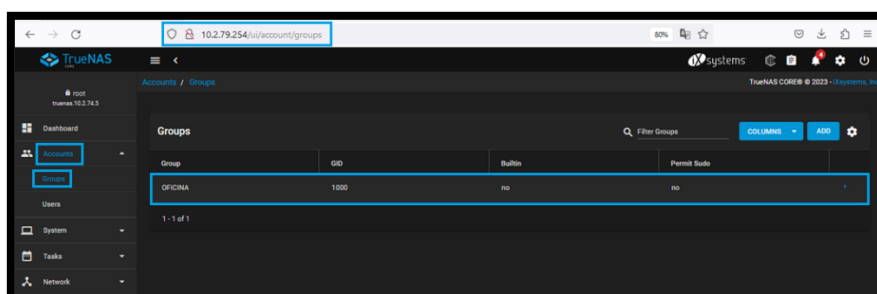 10.2.79.254/ui/account/groups
80%
TrueNAS
CORE
iXsystems
root
truenas.10.2.74.3
Accounts / Groups
TrueNAS CORE® © 2023 - iXsystems, Inc
Dashboard
Accounts
Groups
Users
System
Tasks
Network
Groups
Filter Groups
COLUMNS
ADD
Group GID Builtin Permit Sudo
OFICINA 1000 no no
1 - 1 of 1